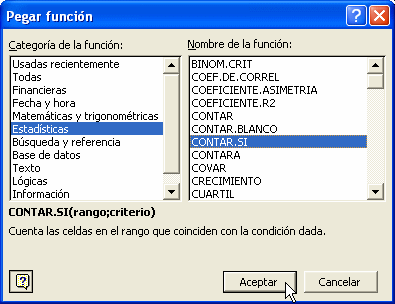 Pegar función
Categoría de la función:
Usadas recientemente
Todas
Financieras
Fecha y hora
Matemáticas y trigonométricas
Estadísticas
Búsqueda y referencia
Base de datos
Texto
Lógicas
Información
Nombre de la función:
BINOM.CRIT
COEF.DE.CORREL
COEFICIENTE.ASIMETRIA
COEFICIENTE.R2
CONTAR
CONTAR.BLANCO
CONTAR.SI
CONTARA
COVAR
CRECIMIENTO
CUARTIL
CONTAR.SI(rango;criterio)
Cuenta las celdas en el rango que coinciden con la condición dada.
?
Aceptar
Cancelar